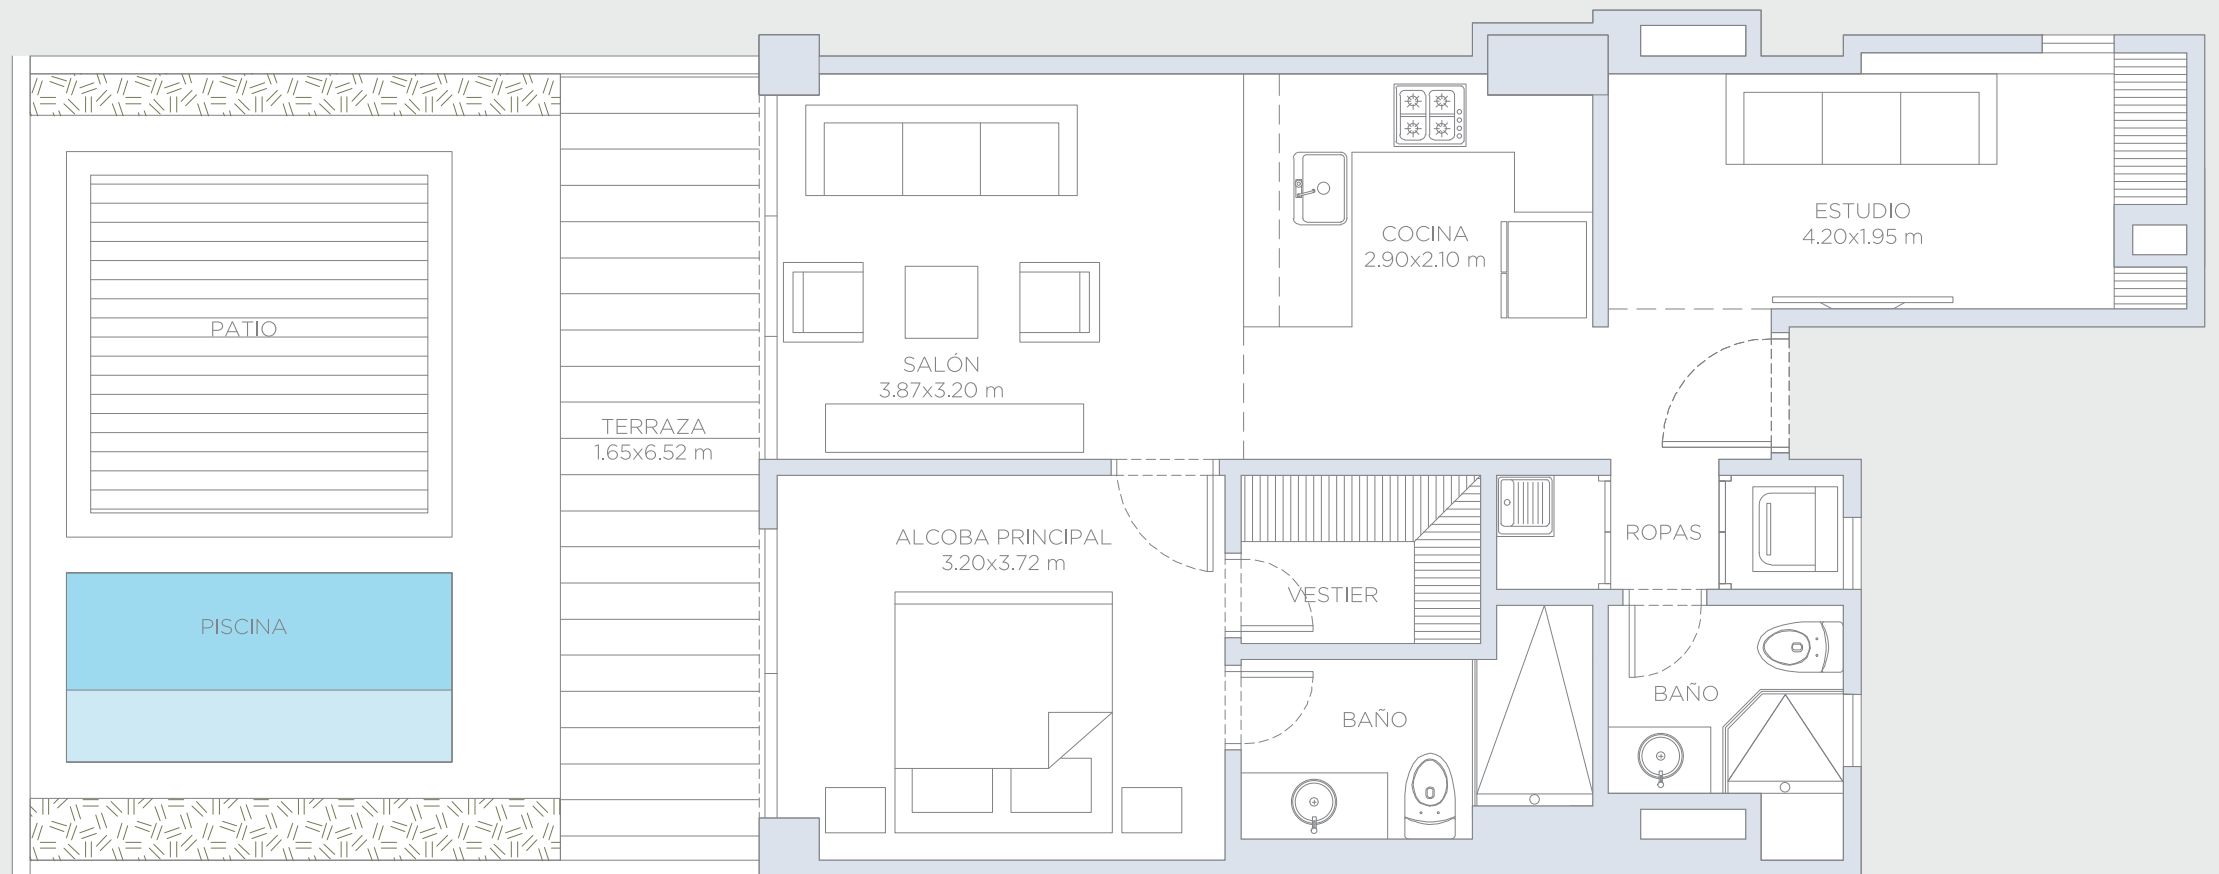 PATIO
PISCINA
TERRAZA
1.65x6.52 m
SALÓN
3.87x3.20 m
COCINA
2.90x2.10 m
ESTUDIO
4.20x1.95 m
ALCOBA PRINCIPAL
3.20x3.72 m
VESTIER
ROPAS
BAÑO
BAÑO